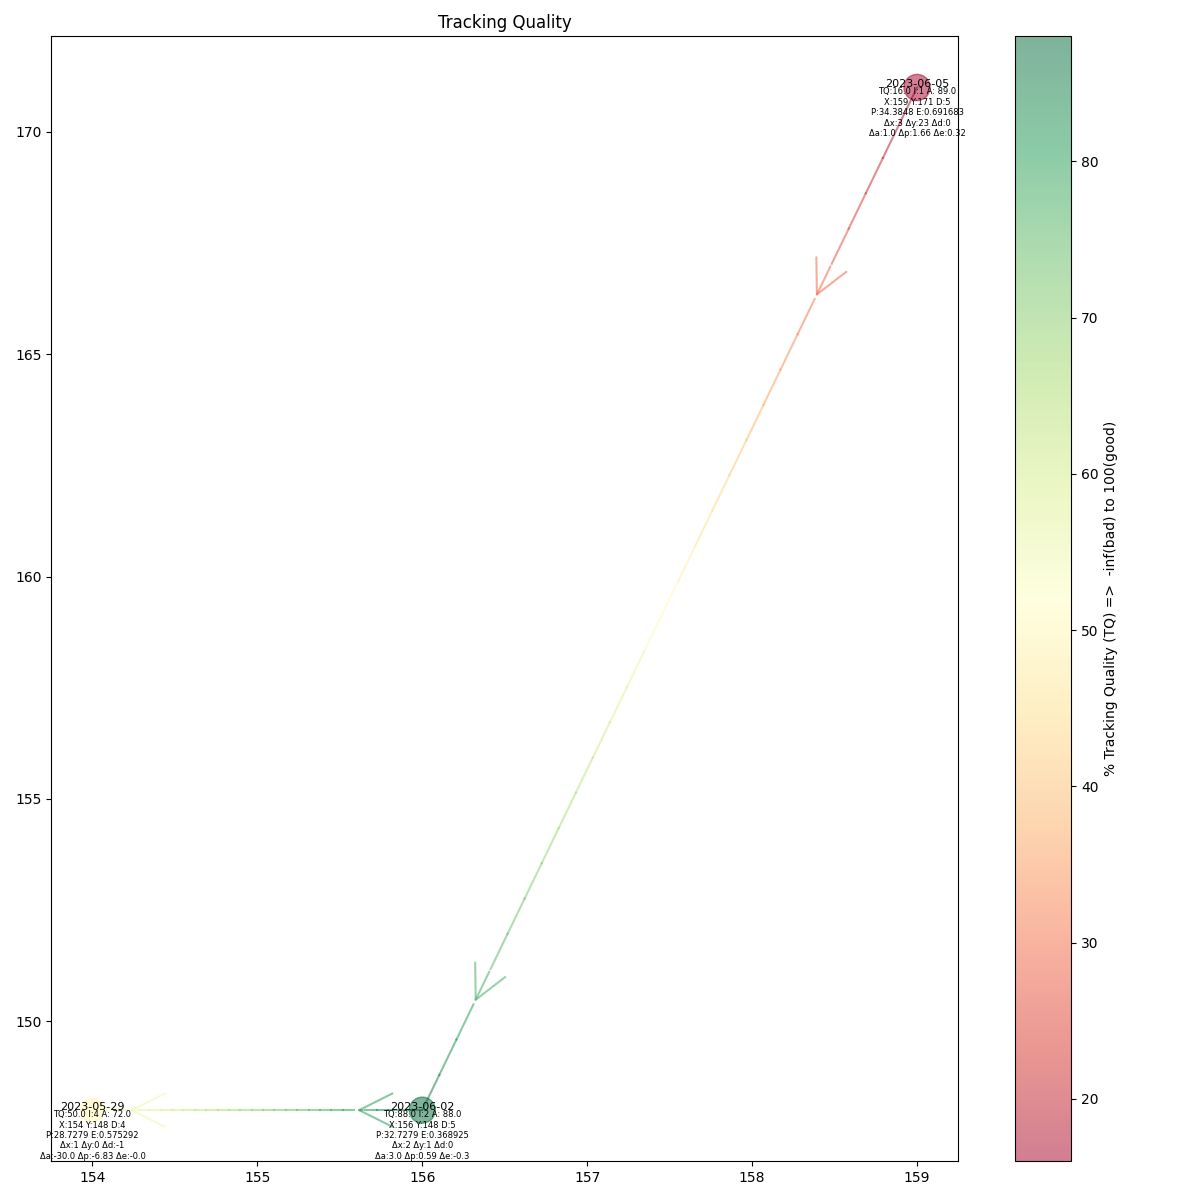 Tracking Quality
2023-06-05
TQ:16.0 I:1 A: 89.0
X:159 Y:171 D:5
P:34.3848 E:0.691683
Δx:3 Δy:23 Δd:0
Δa:1.0 Δp:1.66 Δe:0.32
170
165
160
155
150
2023-05-29
TQ:50.0 I:4 A: 72.0
X:154 Y:148 D:4
P:28.7279 E:0.575292
Δx:1 Δy:0 Δd:-1
Δa:-30.0 Δp:-6.83 Δe:-0.0
2023-06-02
TQ:88.0 I:2 A: 88.0
X:156 Y:148 D:5
P:32.7279 E:0.368925
Δx:2 Δy:1 Δd:0
Δa:3.0 Δp:0.59 Δe:-0.3
154 155 156 157 158 159
80
70
60
50
40
30
20
% Tracking Quality (TQ) => -inf(bad) to 100(good)